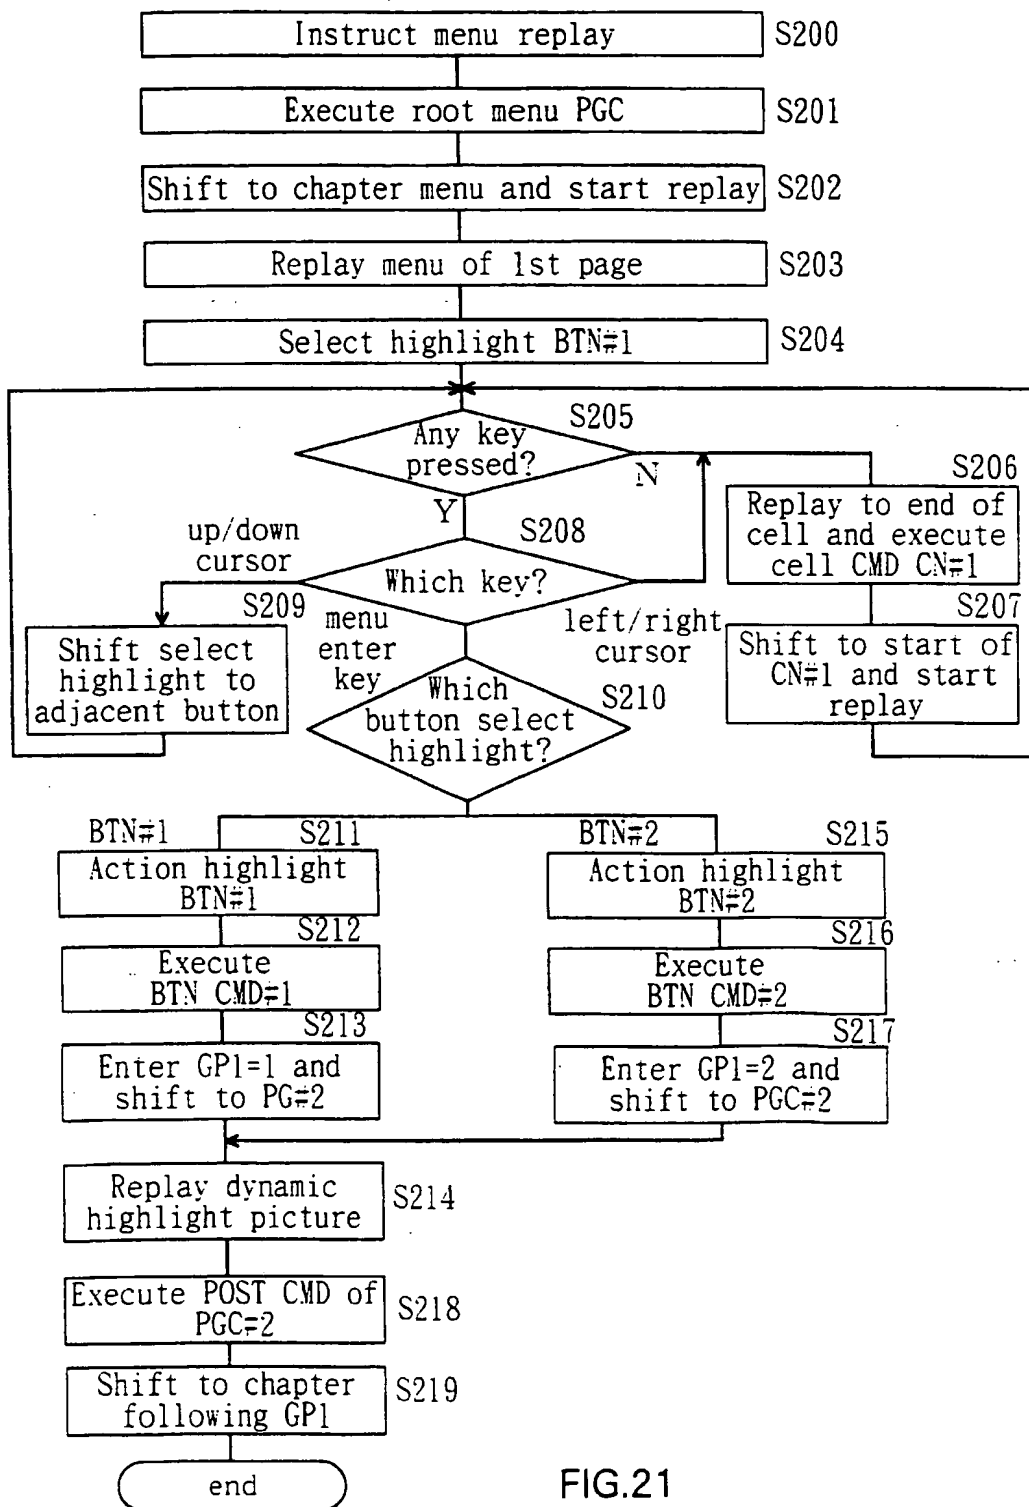 Instruct menu replay S200
Execute root menu PGC S201
Shift to chapter menu and start replay S202
Replay menu of 1st page S203
Select highlight BTN#1 S204
S205
Any key
pressed?
N
Y
S206
Replay to end of
cell and execute
cell CMD CN#1
S207
Shift to start of
CN#1 and start
replay
S208
Which key?
up/down
cursor
S209
Shift select
highlight to
adjacent button
menu
enter
key
left/right
cursor
S210
Which
button select
highlight?
BTN#1
S211
Action highlight
BTN#1
S212
Execute
BTN CMD#1
S213
Enter GP1=1 and
shift to PG#2
BTN#2
S215
Action highlight
BTN#2
S216
Execute
BTN CMD#2
S217
Enter GP1=2 and
shift to PGC#2
Replay dynamic
highlight picture
S214
Execute POST CMD of
PGC#2
S218
Shift to chapter
following GP1
S219
end
FIG.21